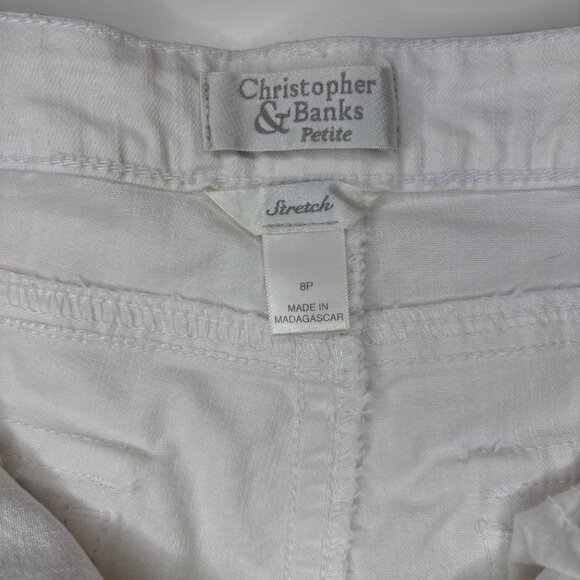 Christopher
& Banks
Petite
Stretch
8P
MADE IN
MADAGASCAR